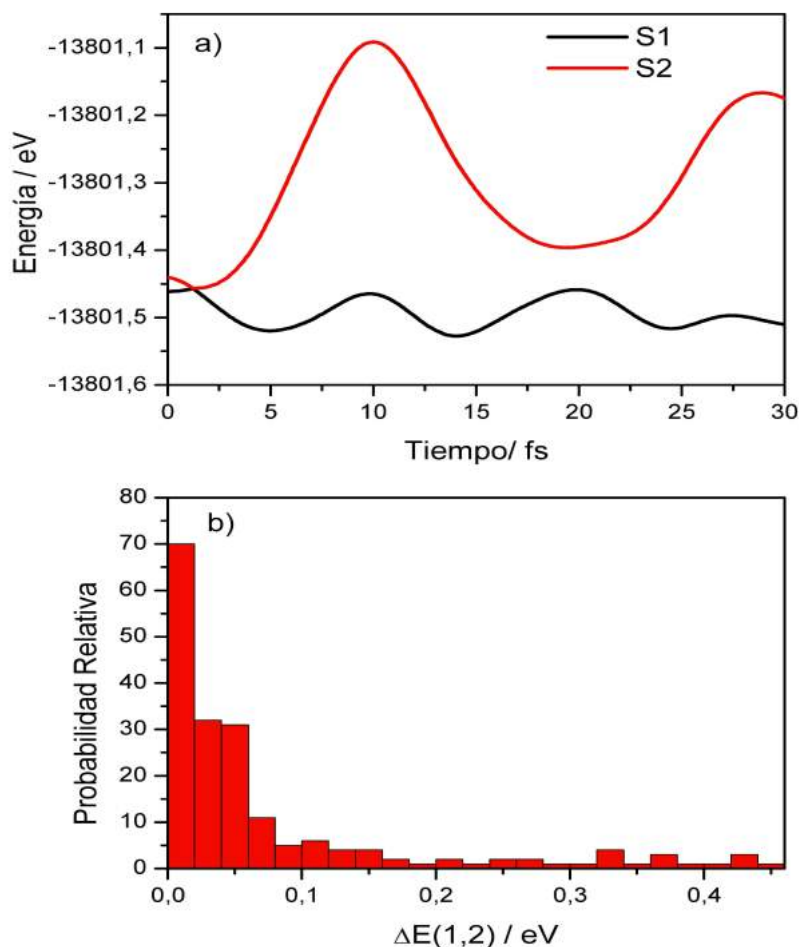 a)
S1
S2
-13801,1
-13801,2
-13801,3
-13801,4
-13801,5
-13801,6
Energía / eV
0 5 10 15 20 25 30
Tiempo/ fs
b)
80
70
60
50
40
30
20
10
0
Probabilidad Relativa
0,0 0,1 0,2 0,3 0,4
ΔE(1,2) / eV